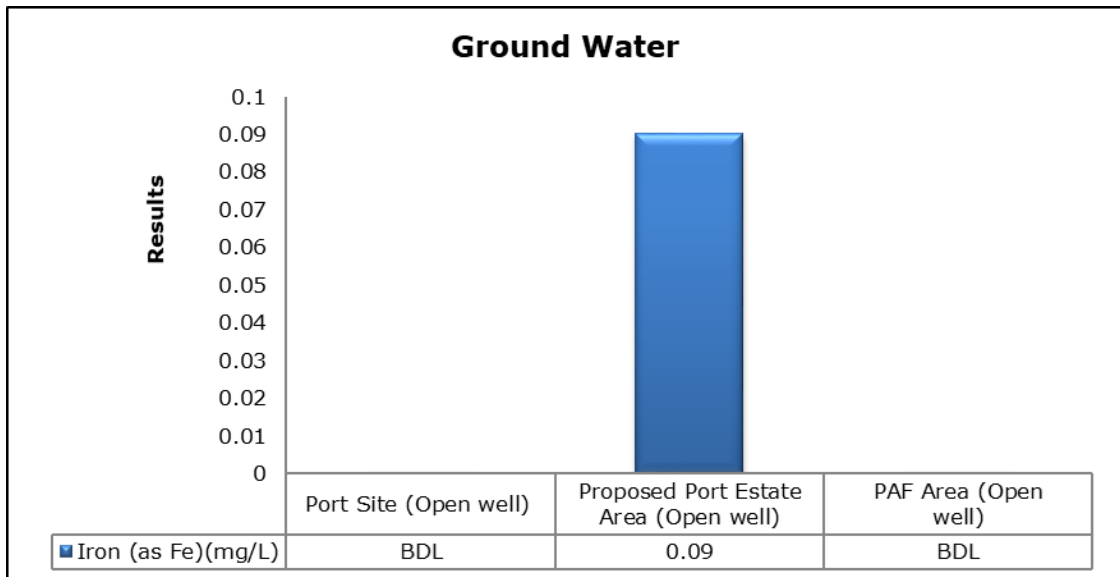 Ground Water
Results
0.1
0.09
0.08
0.07
0.06
0.05
0.04
0.03
0.02
0.01
0
Port Site (Open well)
Proposed Port Estate
Area (Open well)
PAF Area (Open
well)
Iron (as Fe)(mg/L) BDL 0.09 BDL